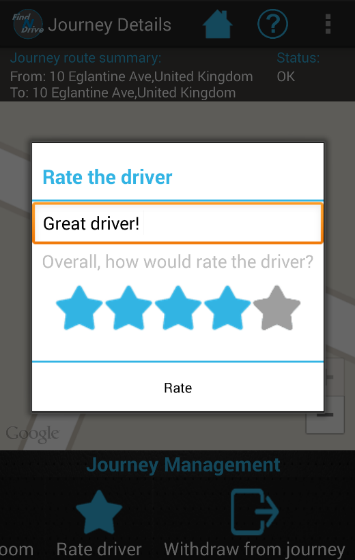 Find
Drive
Journey Details
Journey route summary:
Status:
From: 10 Eglantine Ave,United Kingdom
OK
To: 10 Eglantine Ave,United Kingdom
Rate the driver
Great driver!
Overall, how would rate the driver?
Rate
Google
Journey Management
oom
Rate driver
Withdraw from journey